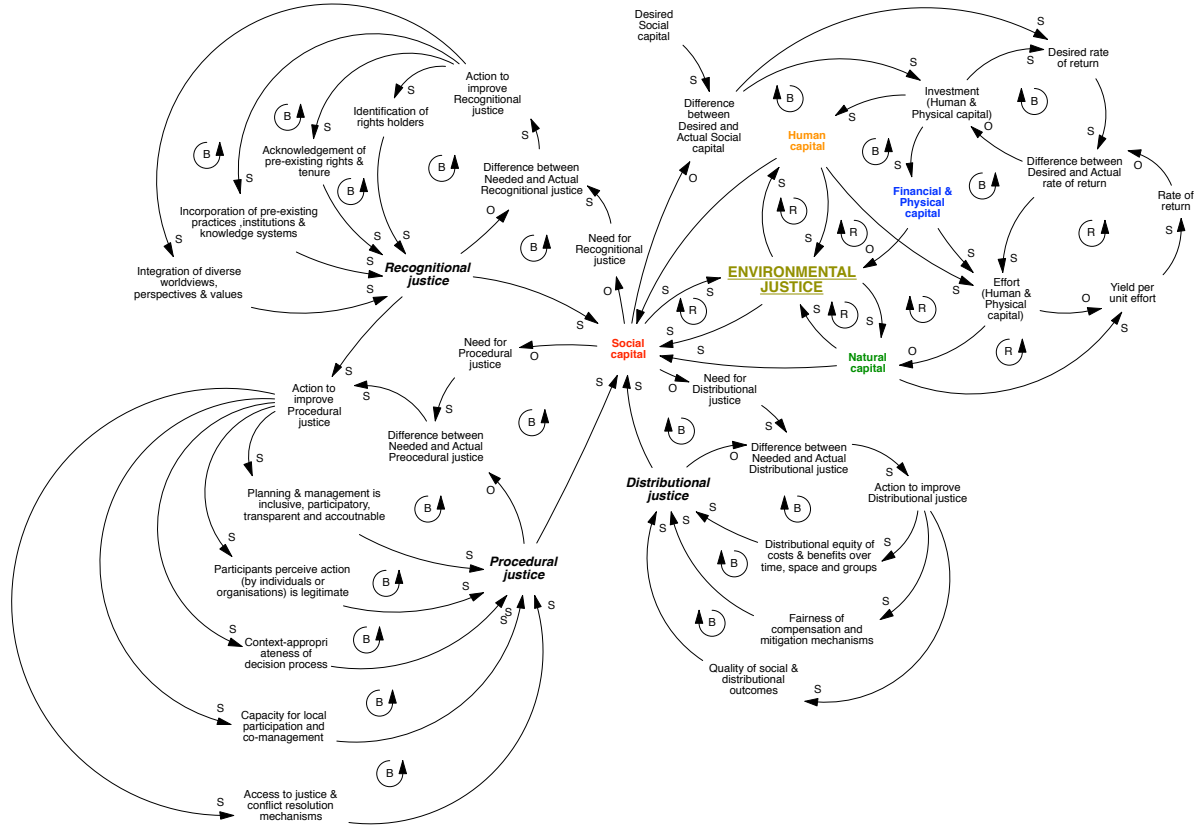 Desired
Social
capital
S
S
Desired rate
of return
S
S
S
Action to
improve
Recognitional
justice
S
Difference
between
Desired and
Actual Social
capital
Investment
(Human &
Physical capital)
B
B
Identification of
rights holders
B
S
S
O
S
Human
capital
S
B
Acknowledgement of
pre-existing rights &
tenure
B
B
S
Difference between
Needed and Actual
Recognitional justice
O
S
S
Difference between
Desired and Actual
rate of return
O
B
B
S
Financial &
Physical
capital
Rate of
return
S
Incorporation of pre-existing
practices ,institutions &
knowledge systems
O
S
R
R
S
R
S
S
S
B
Need for
Recognitional
justice
S
O
S
S
S
Integration of diverse
worldviews,
perspectives & values
S
Recognitional
justice
ENVIRONMENTAL
JUSTICE
Effort
(Human &
Physical
capital)
S
Yield per
unit effort
O
S
S
O
S
S
R
S
R
S
R
S
Need for
Procedural
justice
O
Social
capital
S
S
Natural
capital
O
R
S
Action to
improve
Procedural
justice
S
S
S
O
Need for
Distributional
justice
S
S
B
B
S
Difference between
Needed and Actual
Preocedural justice
O
Difference between
Needed and Actual
Distributional justice
S
S
Distributional
justice
Action to improve
Distributional justice
Planning & management is
inclusive, participatory,
transparent and accoutnable
O
B
B
S
S
S
S
S
S
Distributional equity of
costs & benefits over
time, space and groups
S
Procedural
justice
B
Participants perceive action
(by individuals or
organisations) is legitimate
B
S
S
S
S
S
Fairness of
compensation and
mitigation mechanisms
B
S
Context-appropri
ateness of
decision process
B
Quality of social &
distributional
outcomes
S
B
S
Capacity for local
participation and
co-management
B
S
Access to justice &
conflict resolution
mechanisms